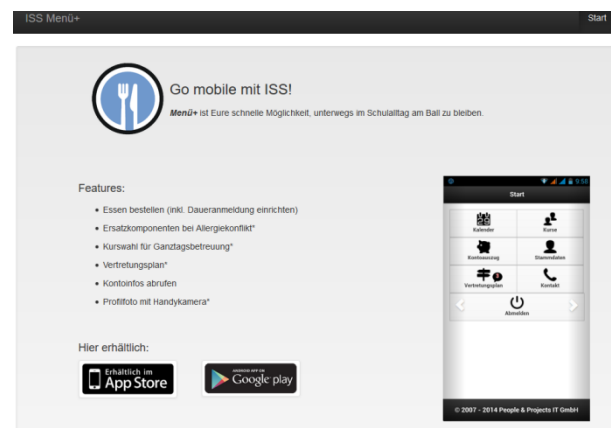 ISS Menü+
Start
Go mobile mit ISS!
Menü+ ist Eure schnelle Möglichkeit, unterwegs im Schulalltag am Ball zu bleiben.
Features:
• Essen bestellen (inkl. Daueranmeldung einrichten)
• Ersatzkomponenten bei Allergiekonflikt*
• Kurswahl für Ganztagsbetreuung*
• Vertretungsplan*
• Kontoinfos abrufen
• Profilfoto mit Handykamera*
Hier erhältlich:
Erhältlich im
App Store
ANDROID APP ON
Google play
9:58
Start
Kalender
Kurse
Kontoauszug
Stammdaten
Vertretungsplan
Kontakt
Abmelden
© 2007 - 2014 People & Projects IT GmbH